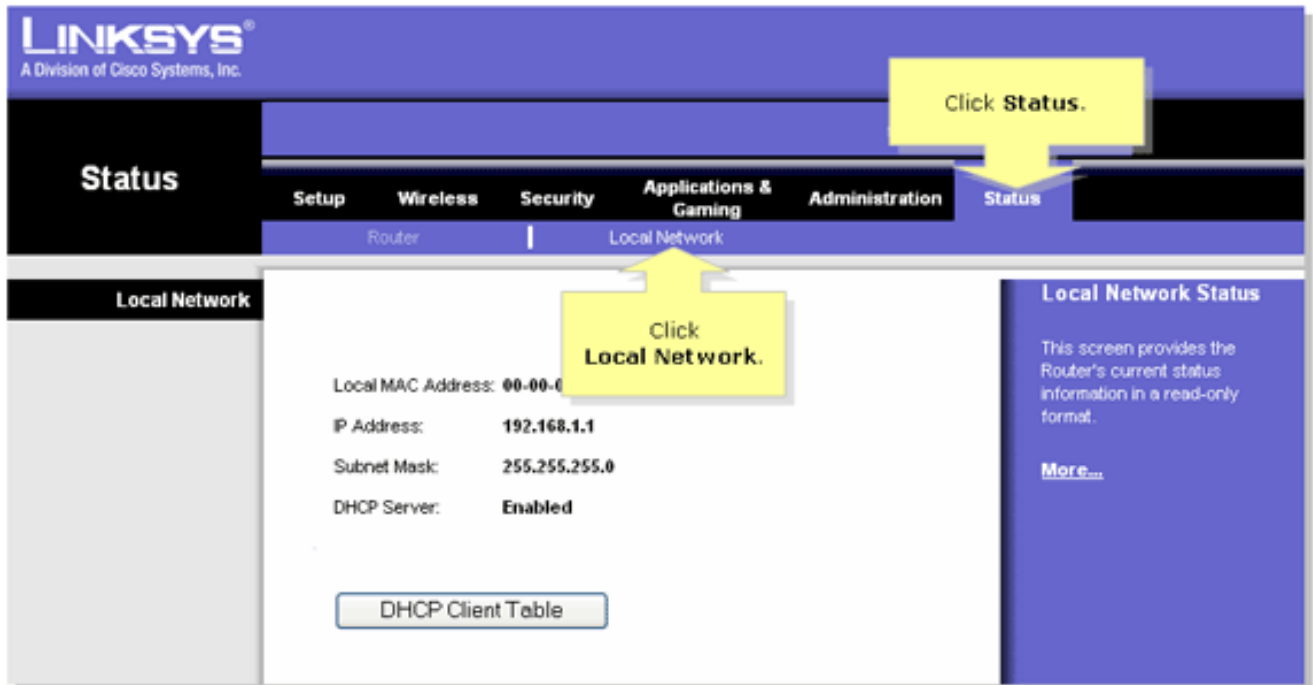 LINKSYS®
A Division of Cisco Systems, Inc.
Click Status.
Status
Setup Wireless Security Applications & Gaming Administration Status
Router Local Network
Local Network
Click
Local Network.
Local MAC Address: 00-00-0
IP Address: 192.168.1.1
Subnet Mask: 255.255.255.0
DHCP Server: Enabled
DHCP Client Table
Local Network Status
This screen provides the
Router's current status
information in a read-only
format.
More...